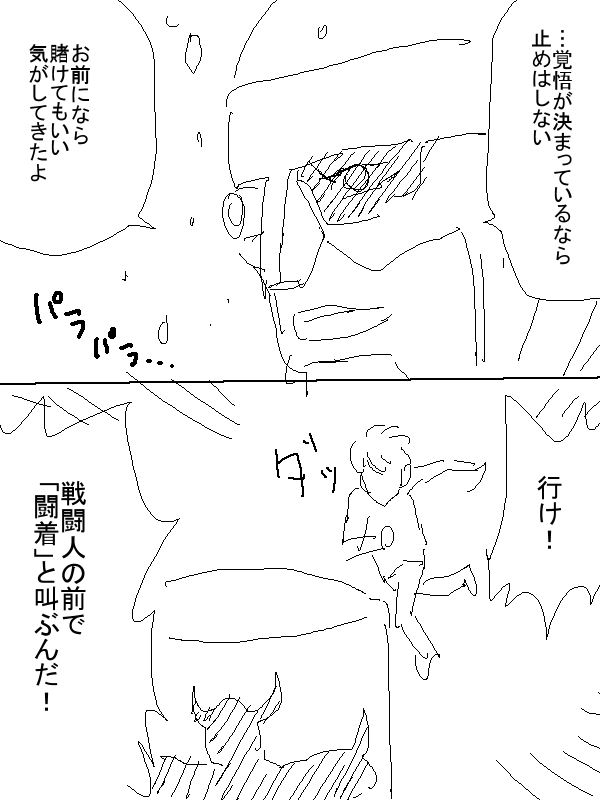 …覚悟が決まっているなら
止めはしない
お前になら
賭けてもいい
気がしてきたよ
パラ
パラ…
ダッ
行け！
戦闘人の前で
「闘着」と叫ぶんだ！